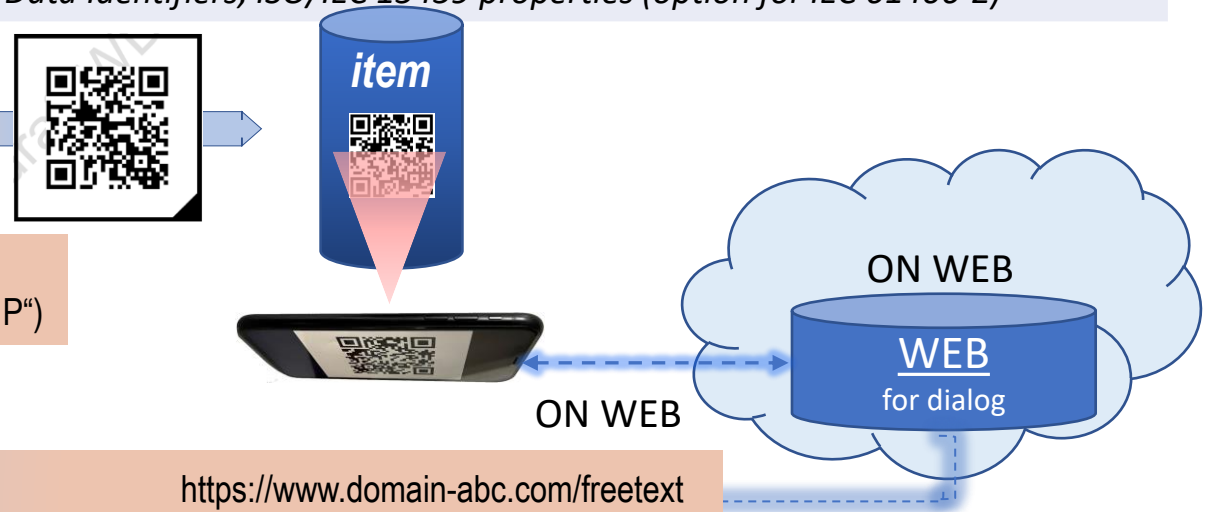 item
P“)
ON WEB
WEB
for dialog
ON WEB
https://www.domain-abc.com/freetext